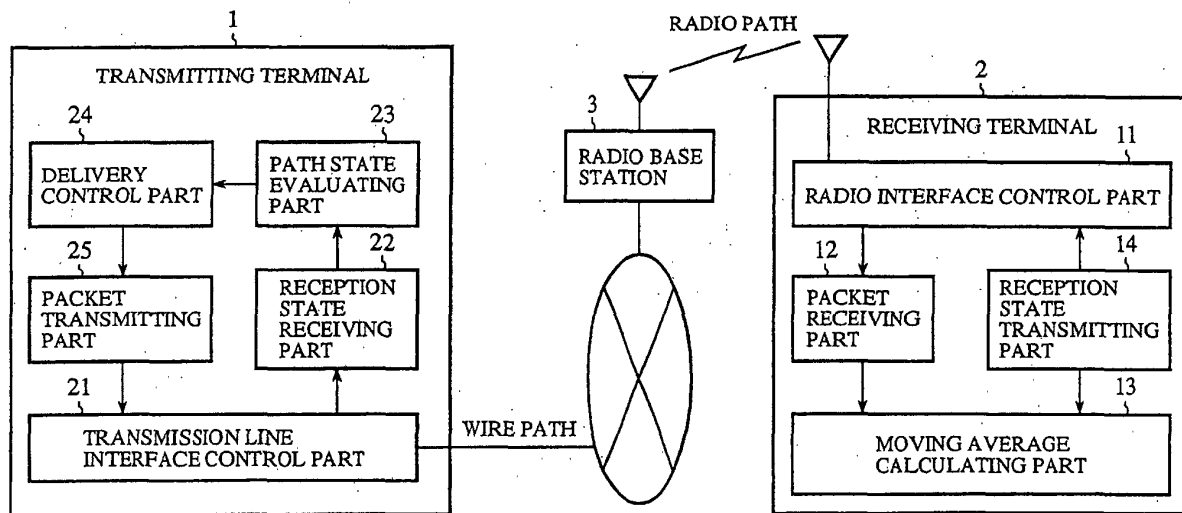 1
TRANSMITTING TERMINAL
24
DELIVERY
CONTROL PART
23
PATH STATE
EVALUATING
PART
25
PACKET
TRANSMITTING
PART
22
RECEPTION
STATE
RECEIVING
PART
21
TRANSMISSION LINE
INTERFACE CONTROL PART
WIRE PATH
RADIO PATH
3
RADIO BASE
STATION
2
RECEIVING TERMINAL
11
RADIO INTERFACE CONTROL PART
12
PACKET
RECEIVING
PART
14
RECEPTION
STATE
TRANSMITTING
PART
13
MOVING AVERAGE
CALCULATING PART